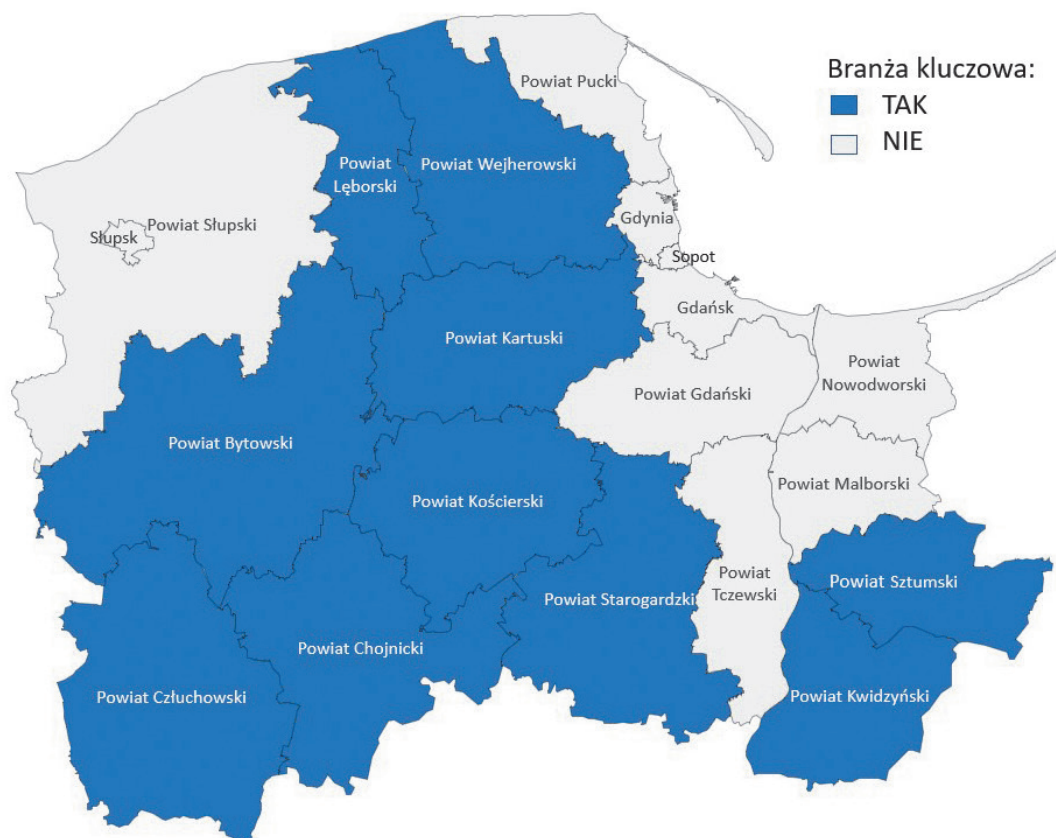 Branża kluczowa:
TAK
NIE
Powiat Pucki
Powiat
Lęborski
Powiat Wejherowski
Gdynia
Powiat Słupski
Słupsk
Sopot
Gdańsk
Powiat Kartuski
Powiat
Nowodworski
Powiat Gdański
Powiat Bytowski
Powiat Malborski
Powiat Kościerski
Powiat
Tczewski
Powiat Sztumski
Powiat Starogardzki
Powiat Chojnicki
Powiat Człuchowski
Powiat Kwidzyński